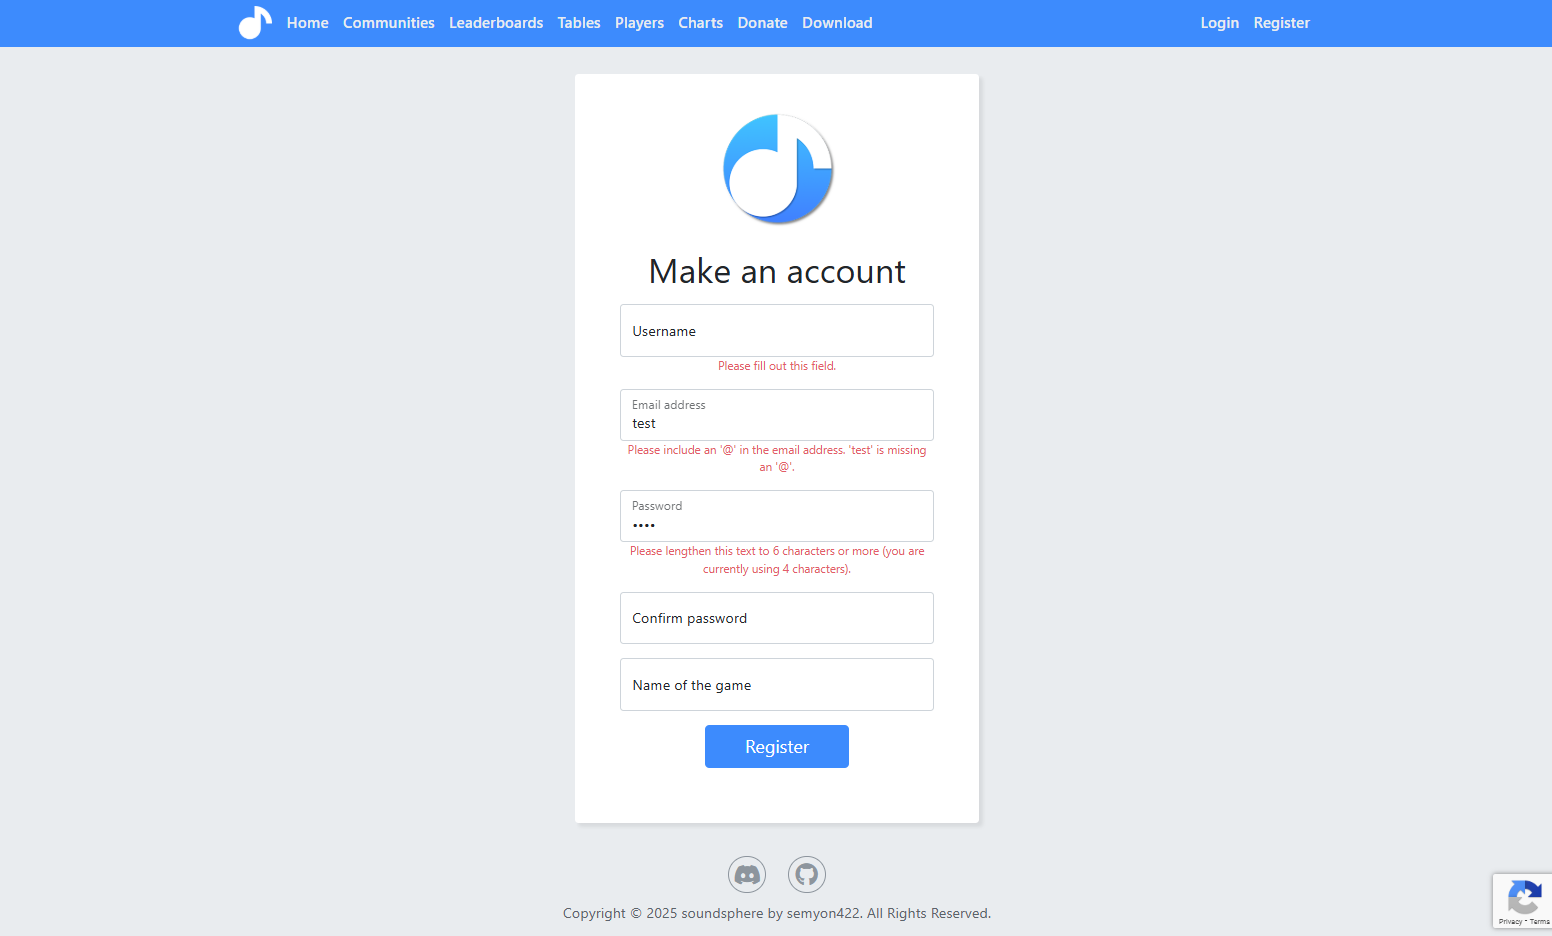 Home Communities Leaderboards Tables Players Charts Donate Download Login Register
Make an account
Username
Please fill out this field.
Email address
test
Please include an '@' in the email address. 'test' is missing
an '@'.
Password
••••
Please lengthen this text to 6 characters or more (you are
currently using 4 characters).
Confirm password
Name of the game
Register
Copyright © 2025 soundsphere by semyon422. All Rights Reserved.
Privacy - Terms